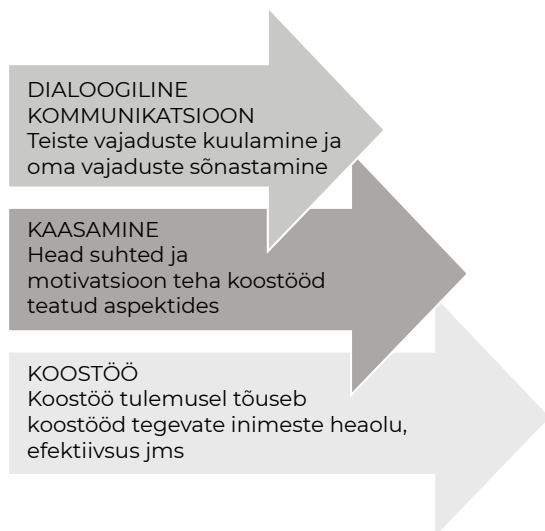 DIALOOGILINE
KOMMUNIKATSIOON
Teiste vajaduste kuulamine ja
oma vajaduste sõnastamine
KAASAMINE
Head suhted ja
motivatsioon teha koostööd
teatud aspektides
KOOSTÖÖ
Koostöö tulemusel tõuseb
koostööd tegevate inimeste heaolu,
efektiivsus jms